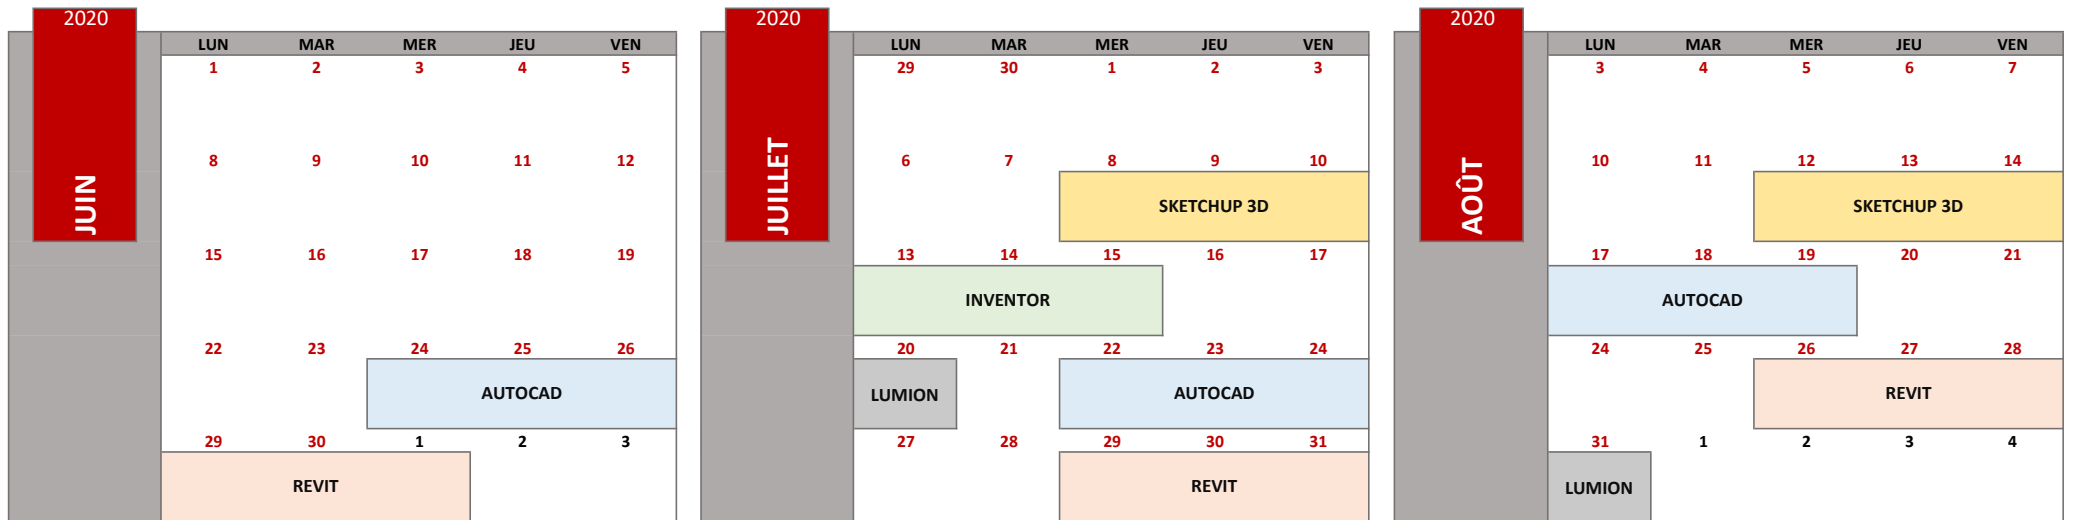 2020
JUIN
LUN MAR MER JEU VEN
1 2 3 4 5
8 9 10 11 12
15 16 17 18 19
22 23 24 25 26
AUTOCAD
29 30 1 2 3
REVIT
2020
JUILLET
LUN MAR MER JEU VEN
29 30 1 2 3
6 7 8 9 10
SKETCHUP 3D
13 14 15 16 17
INVENTOR
20 21 22 23 24
LUMION AUTOCAD
27 28 29 30 31
REVIT
2020
AOÛT
LUN MAR MER JEU VEN
3 4 5 6 7
10 11 12 13 14
SKETCHUP 3D
17 18 19 20 21
AUTOCAD
24 25 26 27 28
REVIT
31 1 2 3 4
LUMION